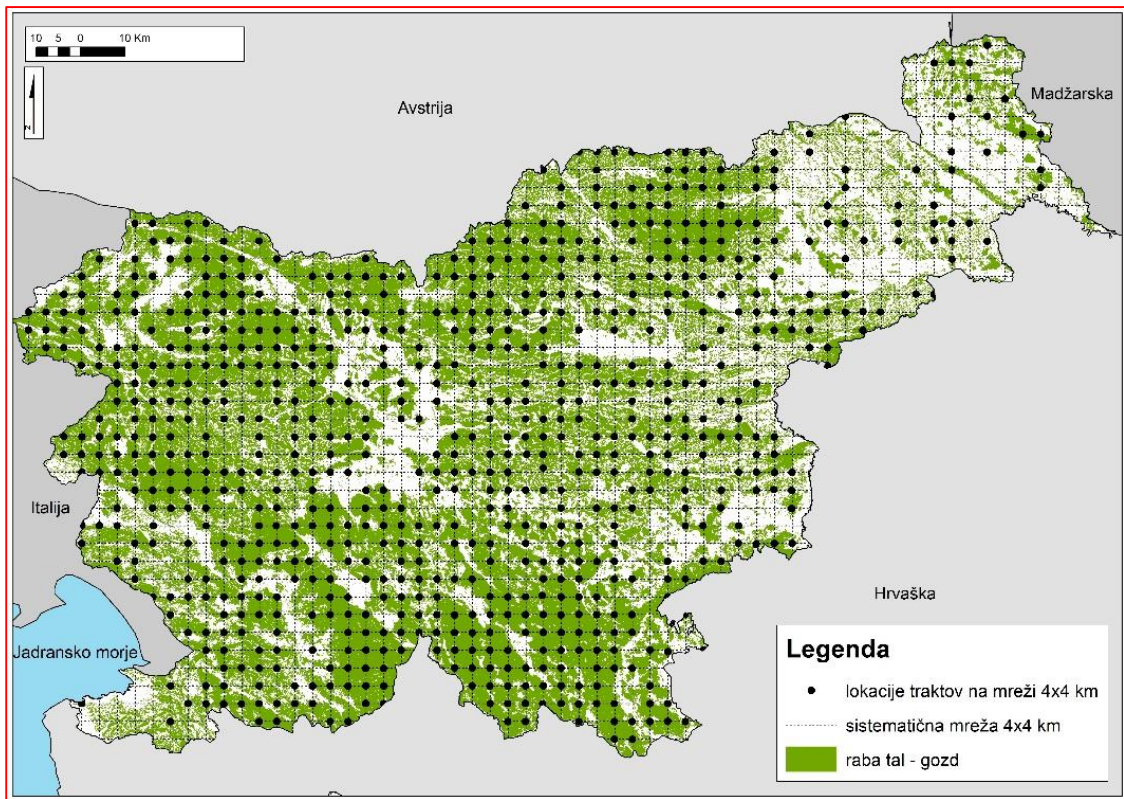 10 5 0 10 Km
N
Avstrija
Madžarska
Italija
Hrvaška
Jadransko morje
Legenda
lokacije traktov na mreži 4x4 km
sistematična mreža 4x4 km
raba tal - gozd